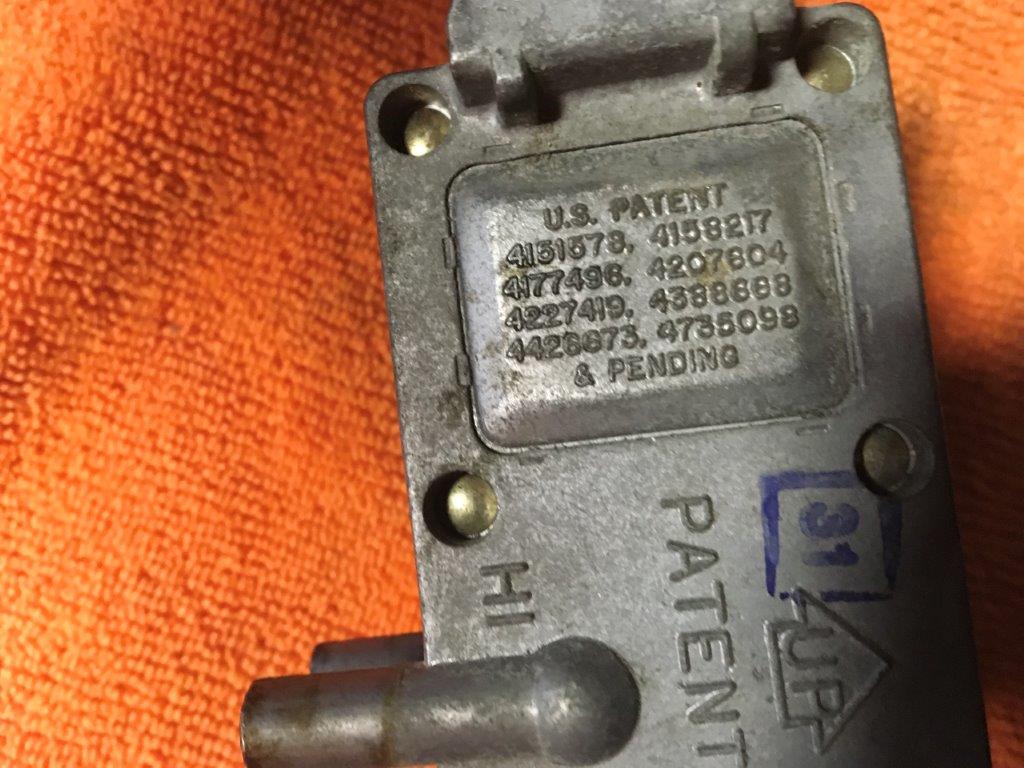 U.S. PATENT
4151578, 4158217
4177496, 4207604
4227419, 4388668
4426673, 4735098
& PENDING
31
HI
PATENT
UP